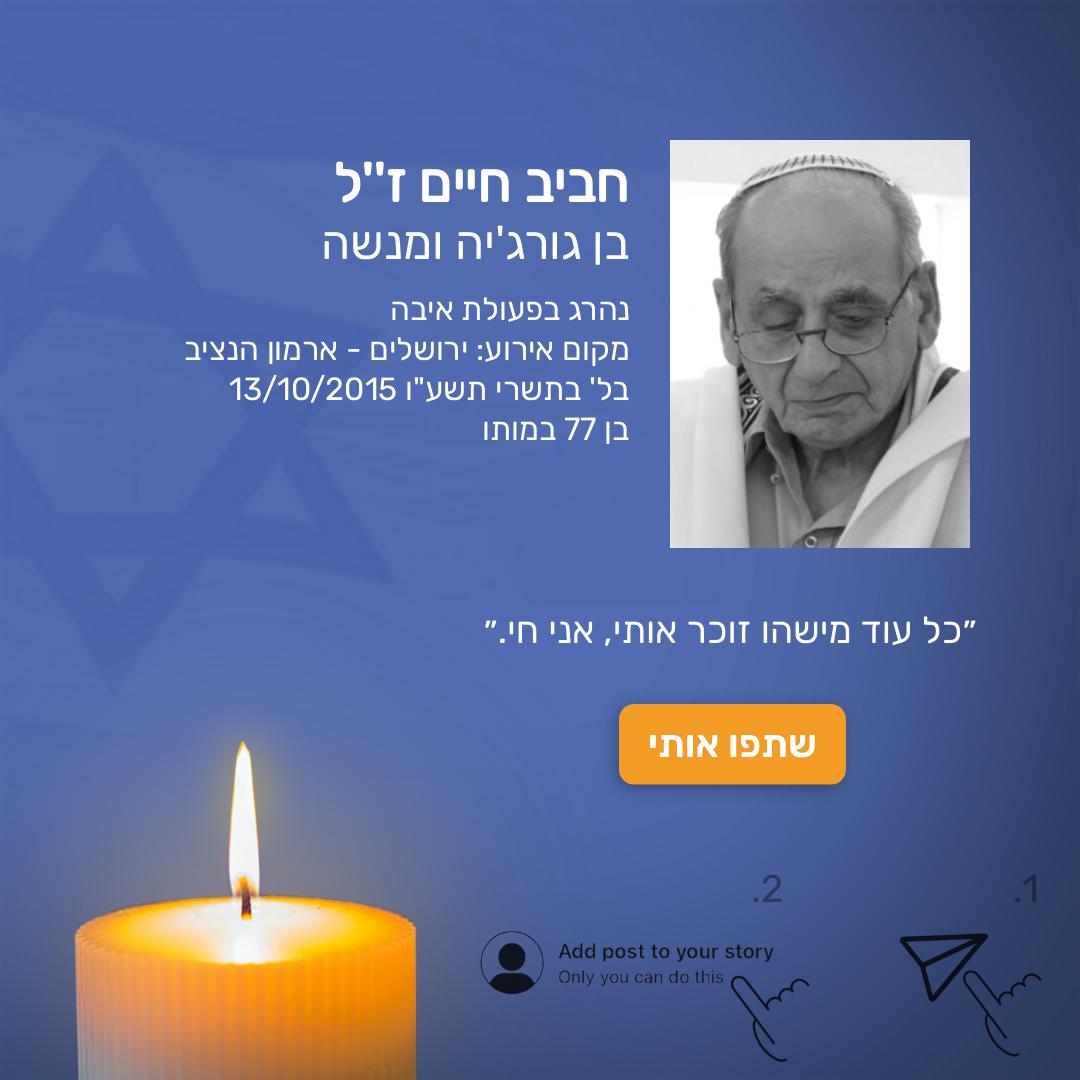 חביב חיים ז"ל
בן גורג'יה ומנשה
נהרג בפעולת איבה
מקום אירוע: ירושלים - ארמון הנציב
בל' בתשרי תשע"ו 13/10/2015
בן 77 במותו
״כל עוד מישהו זוכר אותי, אני חי.״
שתפו אותי
1.
2.
Add post to your story
Only you can do this